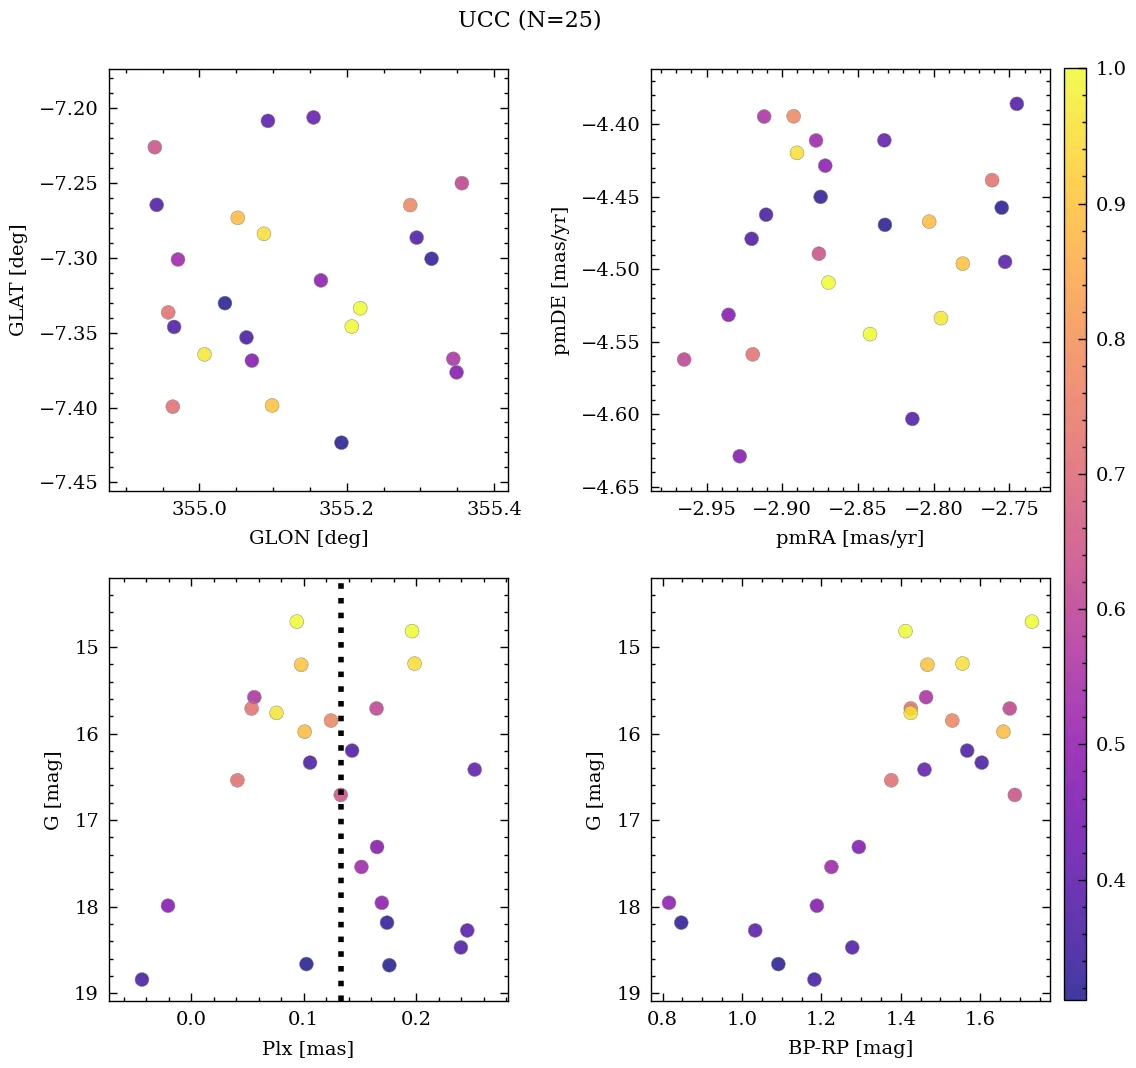 UCC (N=25)
−7.20
−7.25
−7.30
−7.35
−7.40
−7.45
GLAT [deg]
355.0 355.2 355.4
GLON [deg]
−4.40
−4.45
−4.50
−4.55
−4.60
−4.65
pmDE [mas/yr]
−2.95 −2.90 −2.85 −2.80 −2.75
pmRA [mas/yr]
15
16
17
18
19
G [mag]
0.0 0.1 0.2
Plx [mas]
15
16
17
18
19
G [mag]
0.8 1.0 1.2 1.4 1.6
BP-RP [mag]
1.0
0.9
0.8
0.7
0.6
0.5
0.4